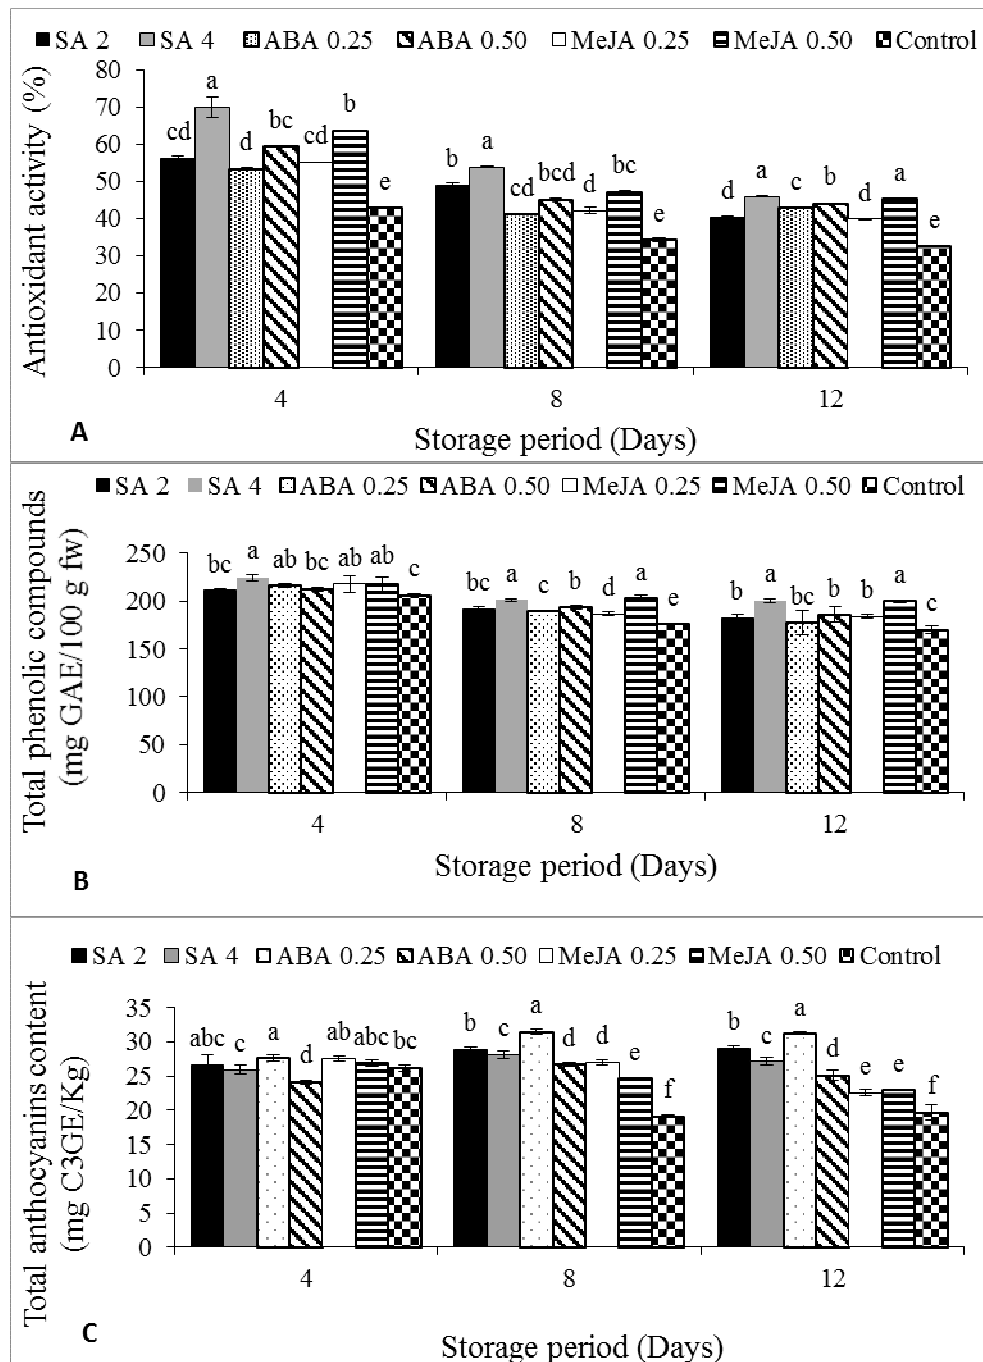 SA 2 SA 4 ABA 0.25 ABA 0.50 MeJA 0.25 MeJA 0.50 Control
Antioxidant activity (%)
80
70
60
50
40
30
20
10
0
cd a d bc cd b e
b a cd bcd d bc e
d a c b d a e
4 8 12
A
Storage period (Days)
SA 2 SA 4 ABA 0.25 ABA 0.50 MeJA 0.25 MeJA 0.50 Control
Total phenolic compounds
(mg GAE/100 g fw)
250
200
150
100
50
0
bc a ab bc ab ab c
bc a c b d a e
b a bc b b a c
4 8 12
Storage period (Days)
B
SA 2 SA 4 ABA 0.25 ABA 0.50 MeJA 0.25 MeJA 0.50 Control
Total anthocyanins content
(mg C3GE/Kg)
35
30
25
20
15
10
5
0
abc c a d ab abc bc
b c a d d e f
b c a d e e f
4 8 12
C
Storage period (Days)